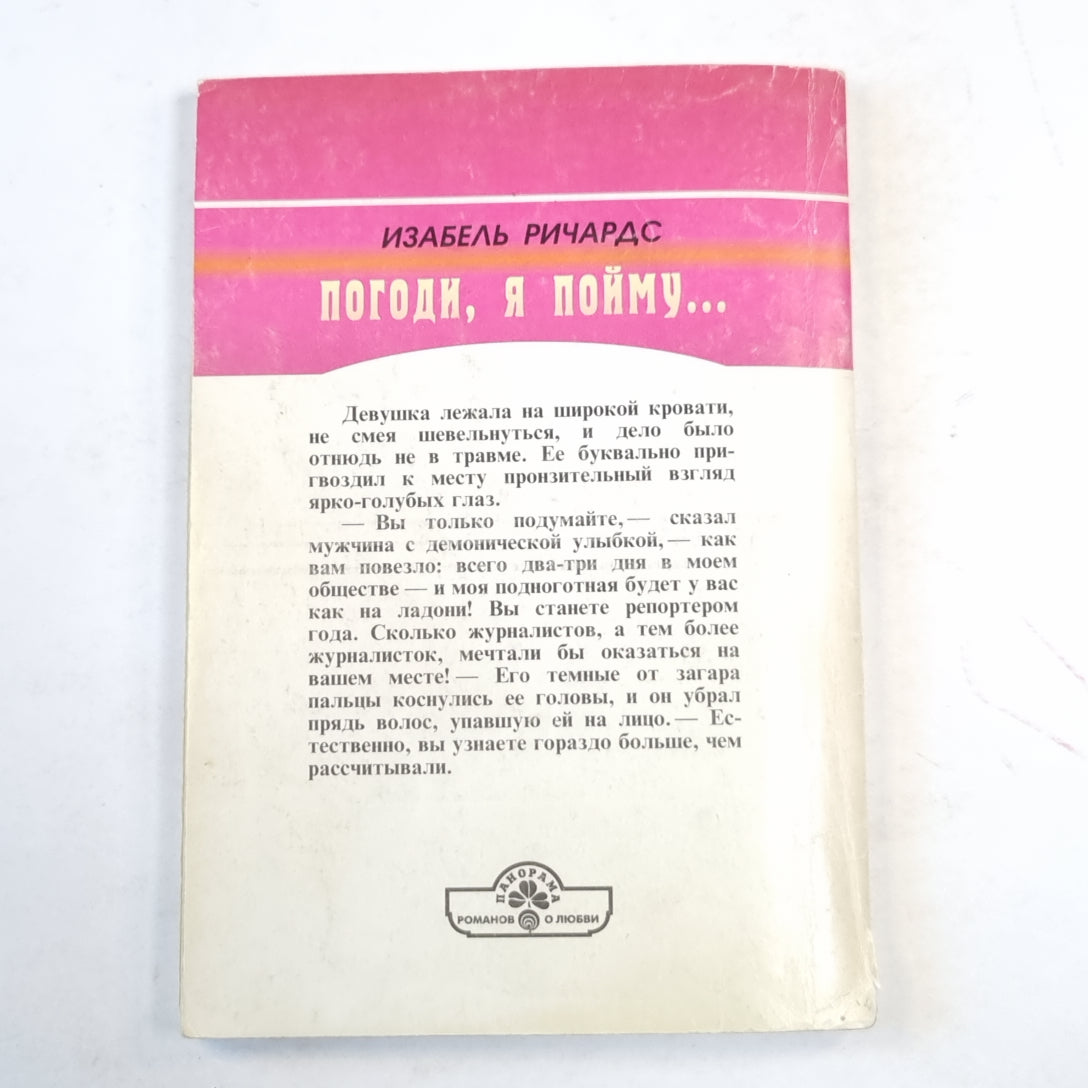 ИЗАБЕЛЬ РИЧАРДС
ПОГОДИ, Я ПОЙМУ...
Девушка лежала на широкой кровати,
не смея шевельнуться, и дело было
отнюдь не в травме. Ее буквально при-
гвоздил к месту пронзительный взгляд
ярко-голубых глаз.
— Вы только подумайте,— сказал
мужчина с демонической улыбкой,— как
вам повезло: всего два-три дня в моем
обществе — и моя подноготная будет у вас
как на ладони! Вы станете репортером
года. Сколько журналистов, а тем более
журналисток, мечтали бы оказаться на
вашем месте! — Его темные от загара
пальцы коснулись ее головы, и он убрал
прядь волос, упавшую ей на лицо.— Ес-
тественно, вы узнаете гораздо больше, чем
рассчитывали.
ПАНОРАМА
РОМАНОВ О ЛЮБВИ